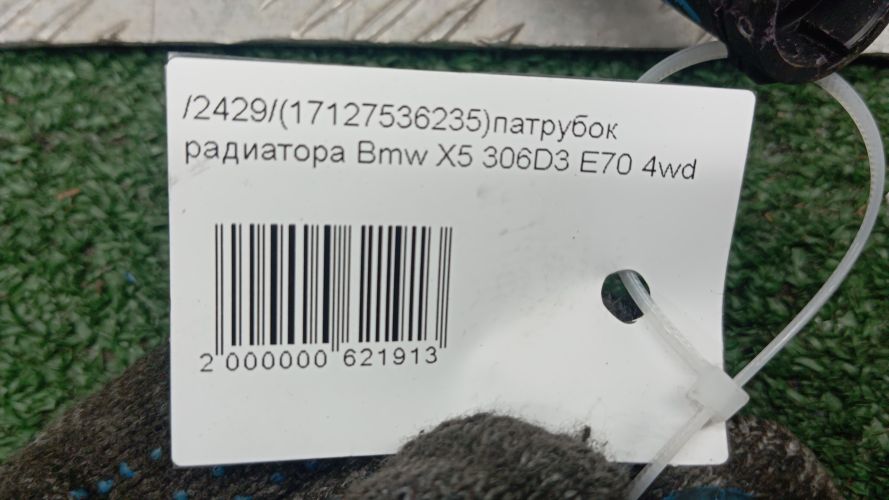 /2429/(17127536235)патрубок
радиатора Bmw X5 306D3 E70 4wd
2 000000 621913